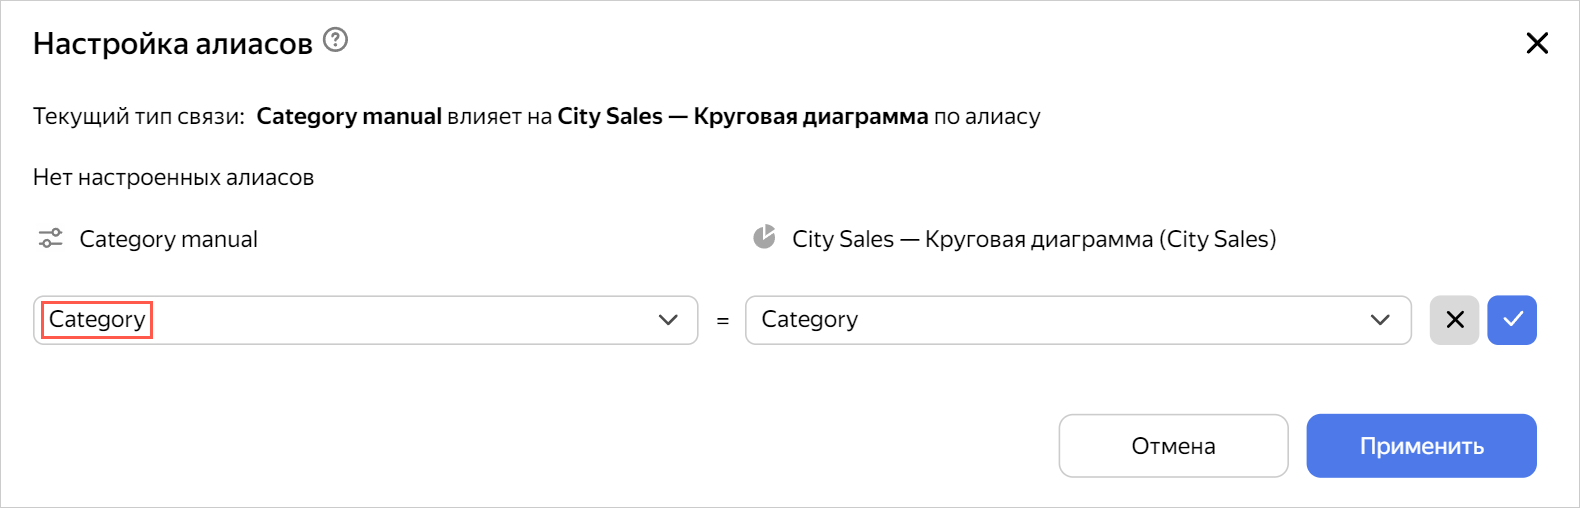 Настройка алиасов
Текущий тип связи: Category manual влияет на City Sales — Круговая диаграмма по алиасу
Нет настроенных алиасов
Category manual City Sales — Круговая диаграмма (City Sales)
Category = Category
Отмена Применить